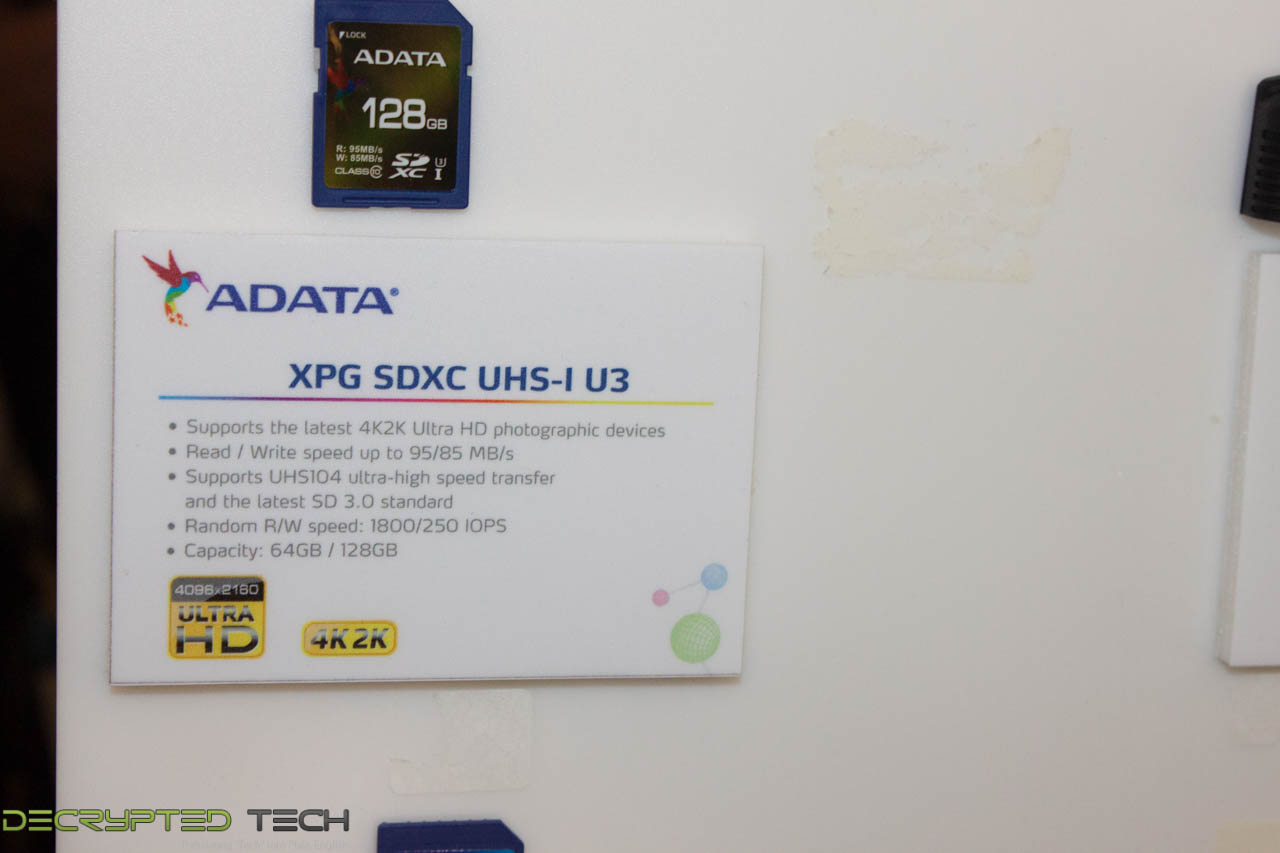 LOCK
ADATA
128GB
R: 95MB/s
W: 85MB/s
CLASS 10 SD XC U3 I
ADATA®
XPG SDXC UHS-I U3
• Supports the latest 4K2K Ultra HD photographic devices
• Read / Write speed up to 95/85 MB/s
• Supports UHS104 ultra-high speed transfer
and the latest SD 3.0 standard
• Random R/W speed: 1800/250 IOPS
• Capacity: 64GB / 128GB
4096x2160
ULTRA
HD
4K2K
DECRYPTED TECH